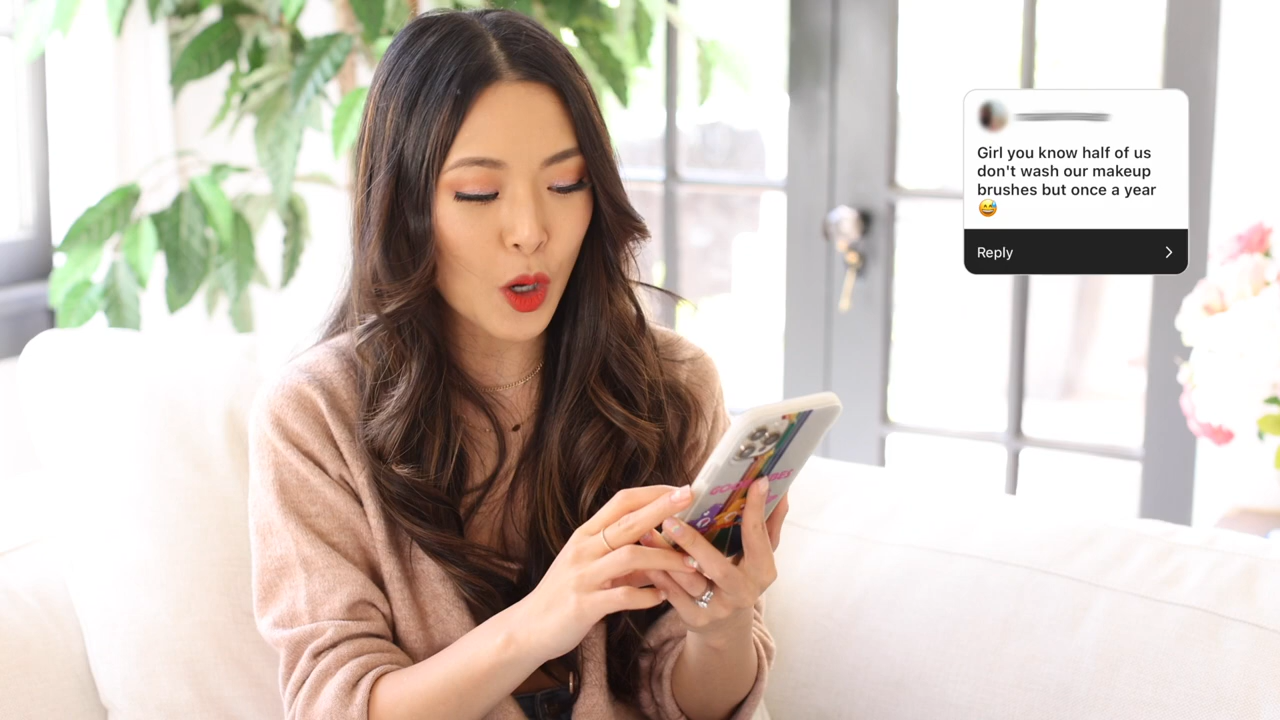 Girl you know half of us
don't wash our makeup
brushes but once a year
😅
Reply